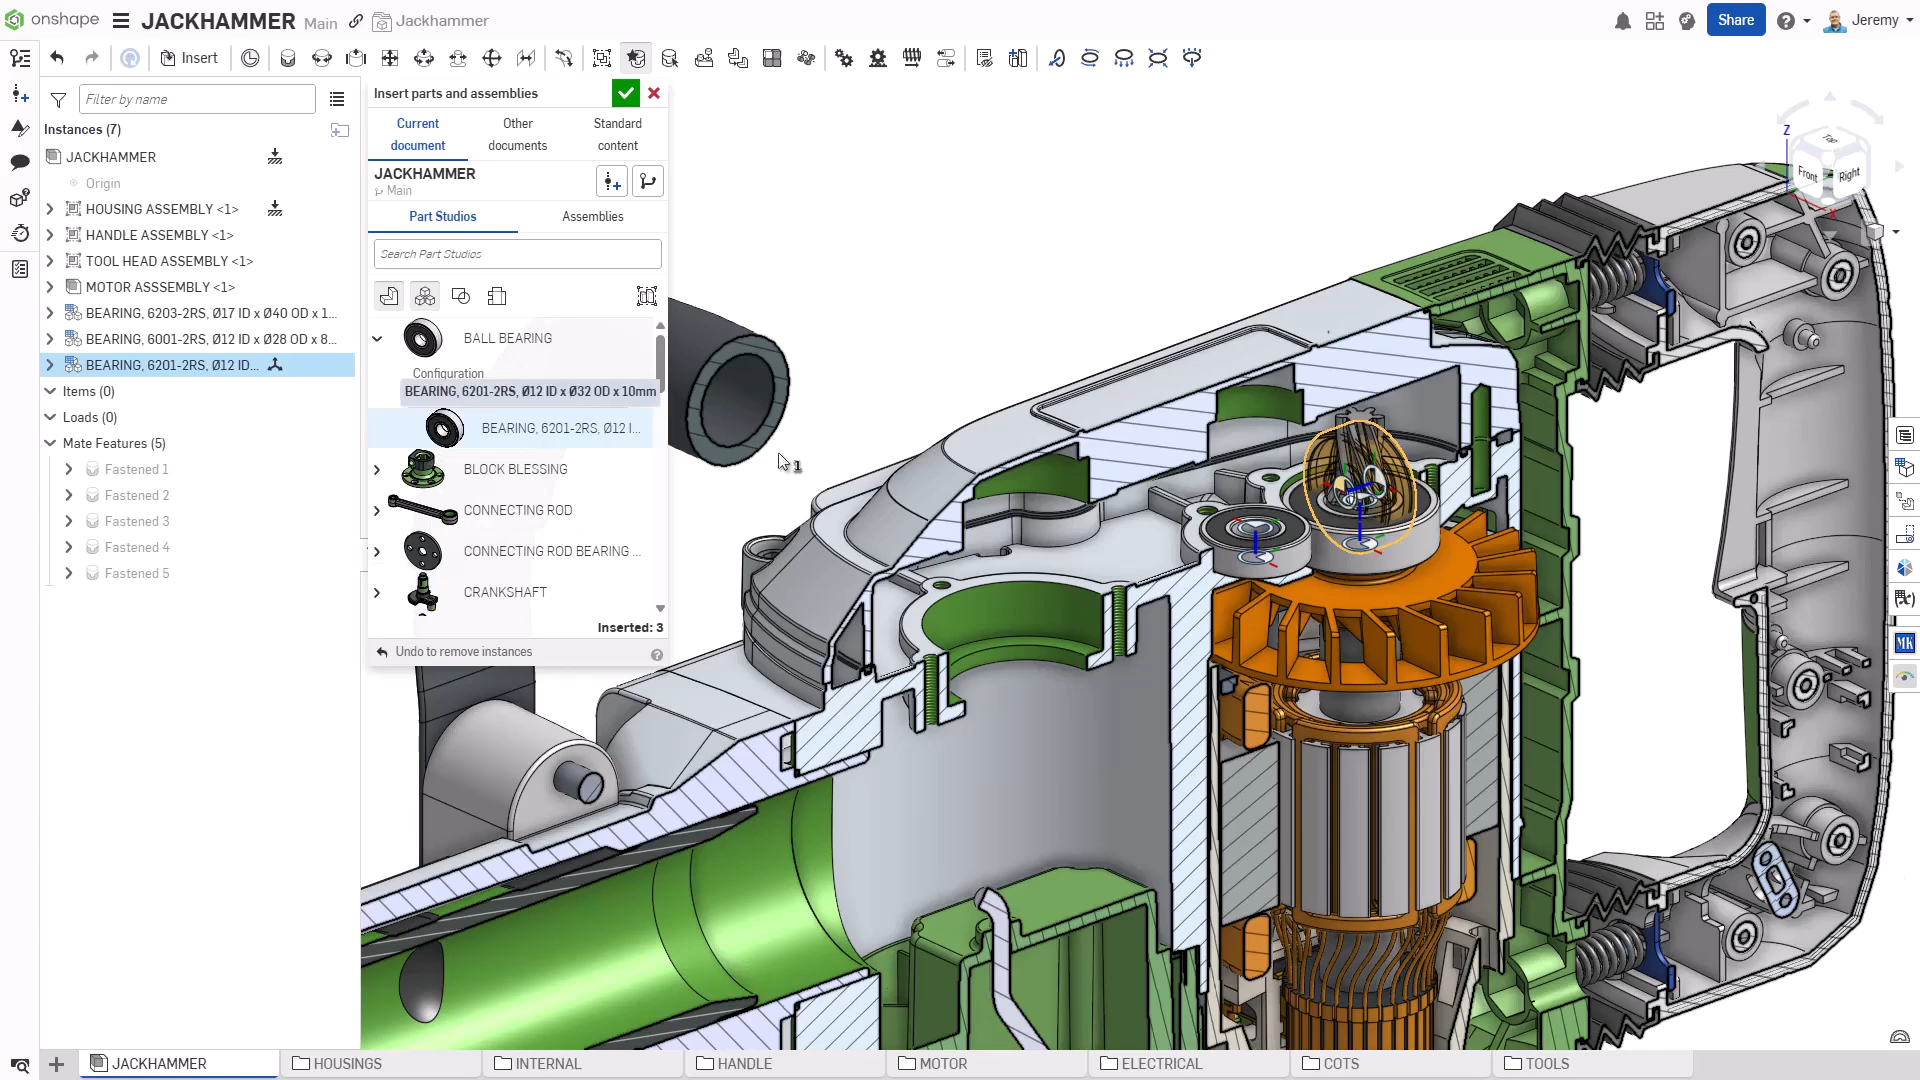 onshape JACKHAMMER Main Jackhammer Share Jeremy
Insert
Filter by name
Instances (7)
JACKHAMMER
Origin
HOUSING ASSEMBLY <1>
HANDLE ASSEMBLY <1>
TOOL HEAD ASSEMBLY <1>
MOTOR ASSSEMBLY <1>
BEARING, 6203-2RS, Ø17 ID x Ø40 OD x 1...
BEARING, 6001-2RS, Ø12 ID x Ø28 OD x 8...
BEARING, 6201-2RS, Ø12 ID...
Items (0)
Loads (0)
Mate Features (5)
Fastened 1
Fastened 2
Fastened 3
Fastened 4
Fastened 5
Insert parts and assemblies
Current document
Other documents
Standard content
JACKHAMMER
Main
Part Studios
Assemblies
Search Part Studios
BALL BEARING
Configuration
BEARING, 6201-2RS, Ø12 ID x Ø32 OD x 10mm
BEARING, 6201-2RS, Ø12 I...
BLOCK BLESSING
CONNECTING ROD
CONNECTING ROD BEARING ...
CRANKSHAFT
Inserted: 3
Undo to remove instances
1
Z
Top
Front
Right
X
MK
JACKHAMMER
HOUSINGS
INTERNAL
HANDLE
MOTOR
ELECTRICAL
COTS
TOOLS